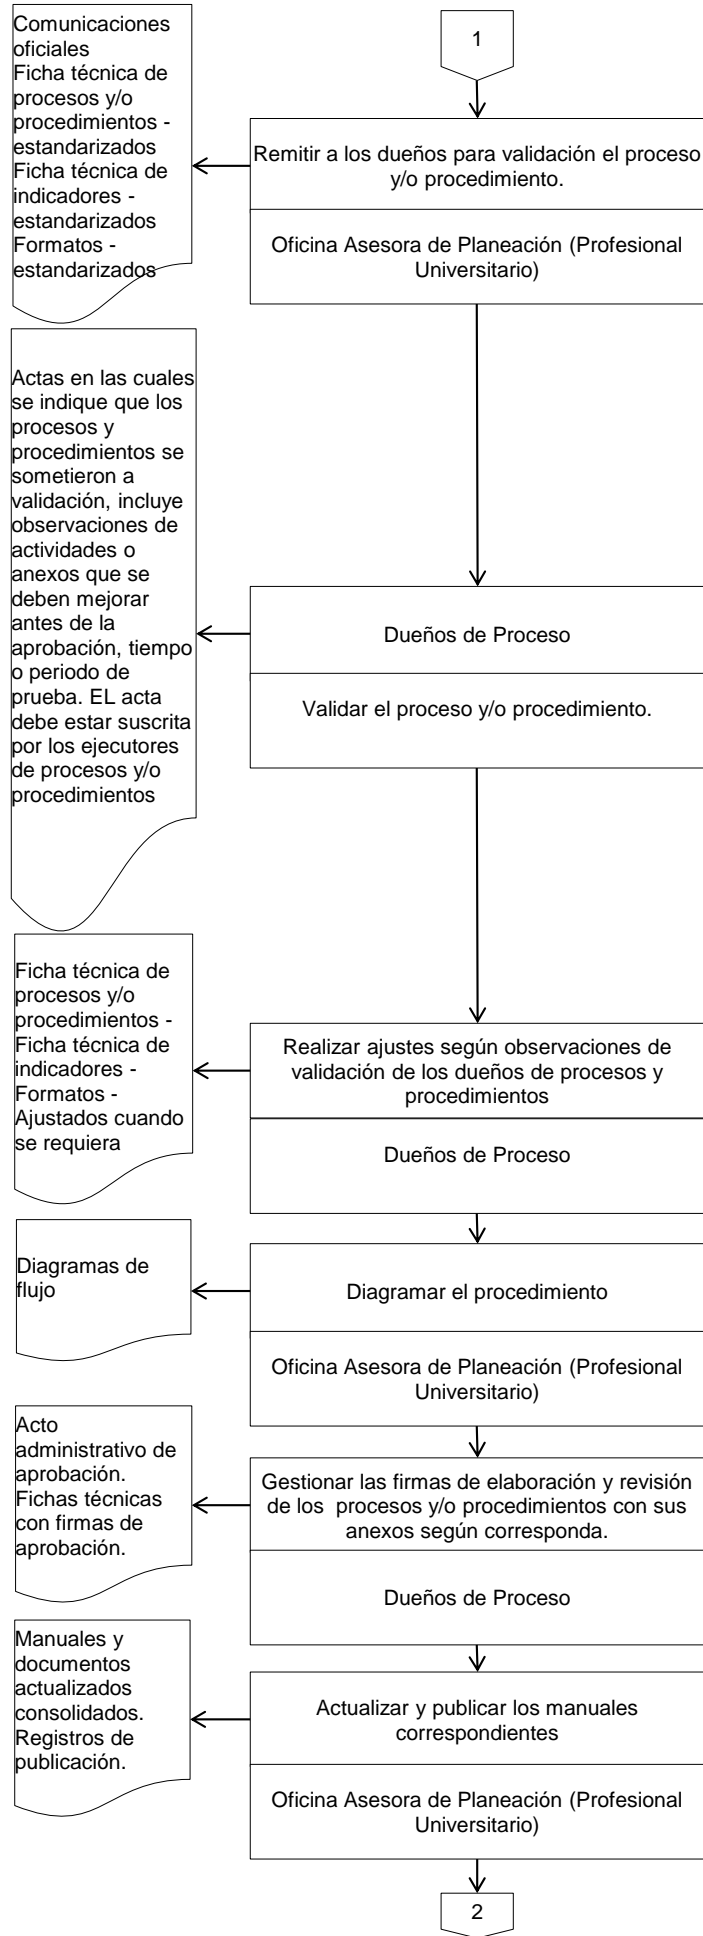 Comunicaciones
oficiales
Ficha técnica de
procesos y/o
procedimientos -
estandarizados
Ficha técnica de
indicadores -
estandarizados
Formatos -
estandarizados
1
Remitir a los dueños para validación el proceso
y/o procedimiento.
Oficina Asesora de Planeación (Profesional
Universitario)
Actas en las cuales
se indique que los
procesos y
procedimientos se
sometieron a
validación, incluye
observaciones de
actividades o
anexos que se
deben mejorar
antes de la
aprobación, tiempo
o periodo de
prueba. EL acta
debe estar suscrita
por los ejecutores
de procesos y/o
procedimientos
Dueños de Proceso
Validar el proceso y/o procedimiento.
Ficha técnica de
procesos y/o
procedimientos -
Ficha técnica de
indicadores -
Formatos -
Ajustados cuando
se requiera
Realizar ajustes según observaciones de
validación de los dueños de procesos y
procedimientos
Dueños de Proceso
Diagramas de
flujo
Diagramar el procedimiento
Oficina Asesora de Planeación (Profesional
Universitario)
Acto
administrativo de
aprobación.
Fichas técnicas
con firmas de
aprobación.
Gestionar las firmas de elaboración y revisión
de los  procesos y/o procedimientos con sus
anexos según corresponda.
Dueños de Proceso
Manuales y
documentos
actualizados
consolidados.
Registros de
publicación.
Actualizar y publicar los manuales
correspondientes
Oficina Asesora de Planeación (Profesional
Universitario)
2